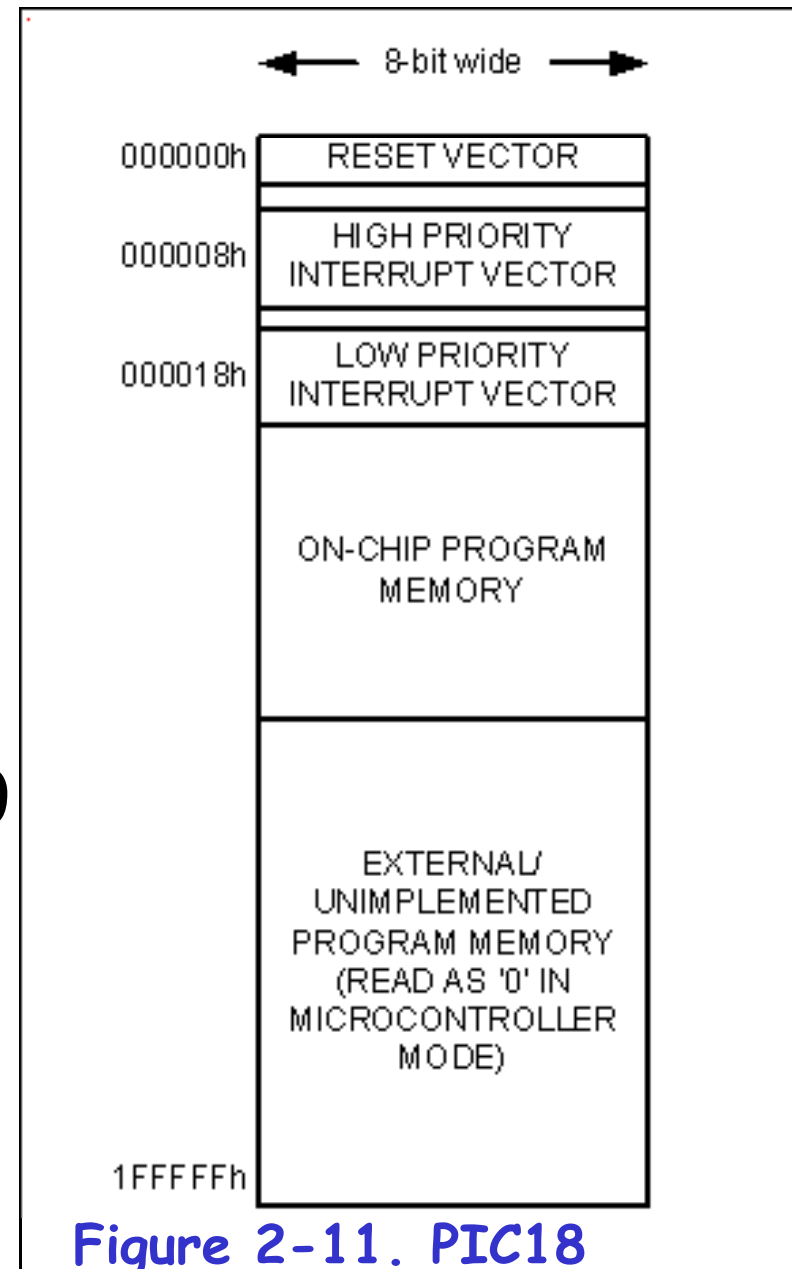 8-bit wide
000000h RESET VECTOR
HIGH PRIORITY
000008h INTERRUPT VECTOR
LOW PRIORITY
000018h INTERRUPT VECTOR
ON-CHIP PROGRAM
MEMORY
EXTERNAL/
UNIMPLEMENTED
PROGRAM MEMORY
(READ AS '0' IN
MICROCONTROLLER
MODE)
1FFFFFh
)
Figure 2-11. PIC18